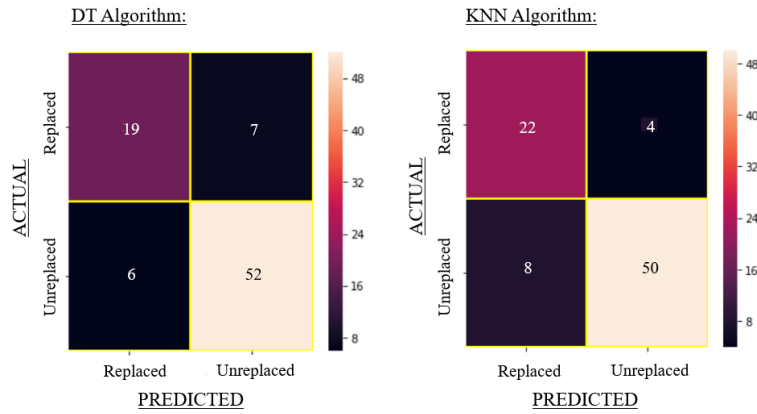 DT Algorithm:
ACTUAL
Replaced
Unreplaced
19
7
6
52
48
40
32
24
16
8
Replaced
Unreplaced
PREDICTED
KNN Algorithm:
ACTUAL
Replaced
Unreplaced
22
4
8
50
48
40
32
24
16
8
Replaced
Unreplaced
PREDICTED